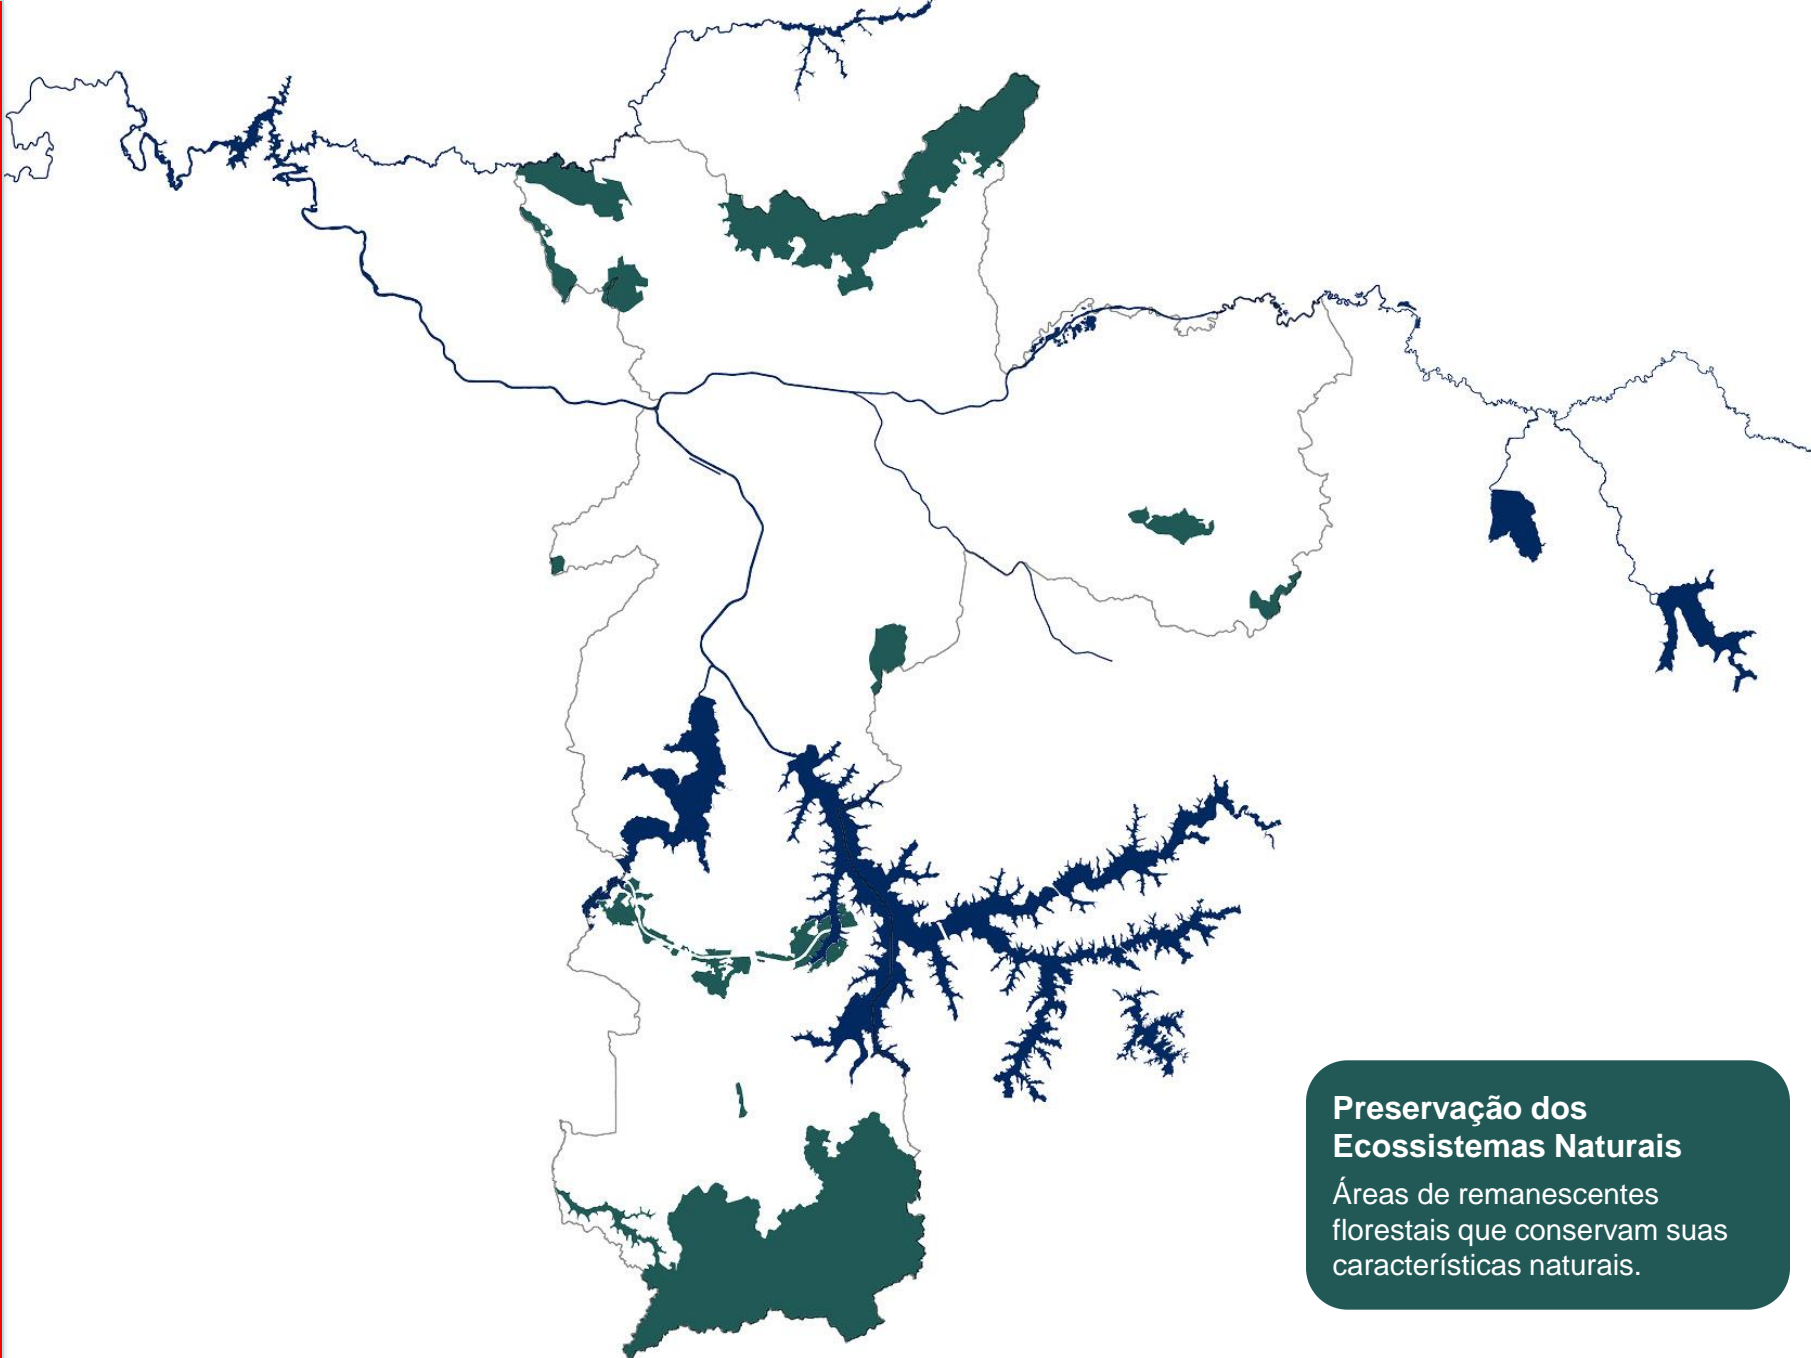 Preservação dos
Ecossistemas Naturais
Áreas de remanescentes
florestais que conservam suas
características naturais.